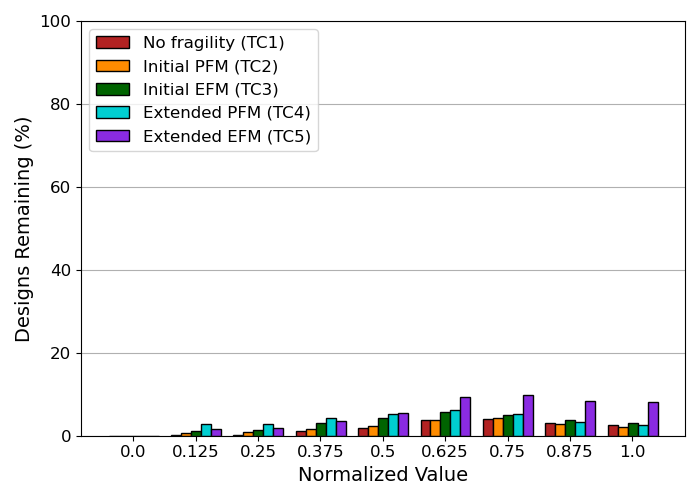 100
80
60
40
20
0
Designs Remaining (%)
No fragility (TC1)
Initial PFM (TC2)
Initial EFM (TC3)
Extended PFM (TC4)
Extended EFM (TC5)
0.0 0.125 0.25 0.375 0.5 0.625 0.75 0.875 1.0
Normalized Value